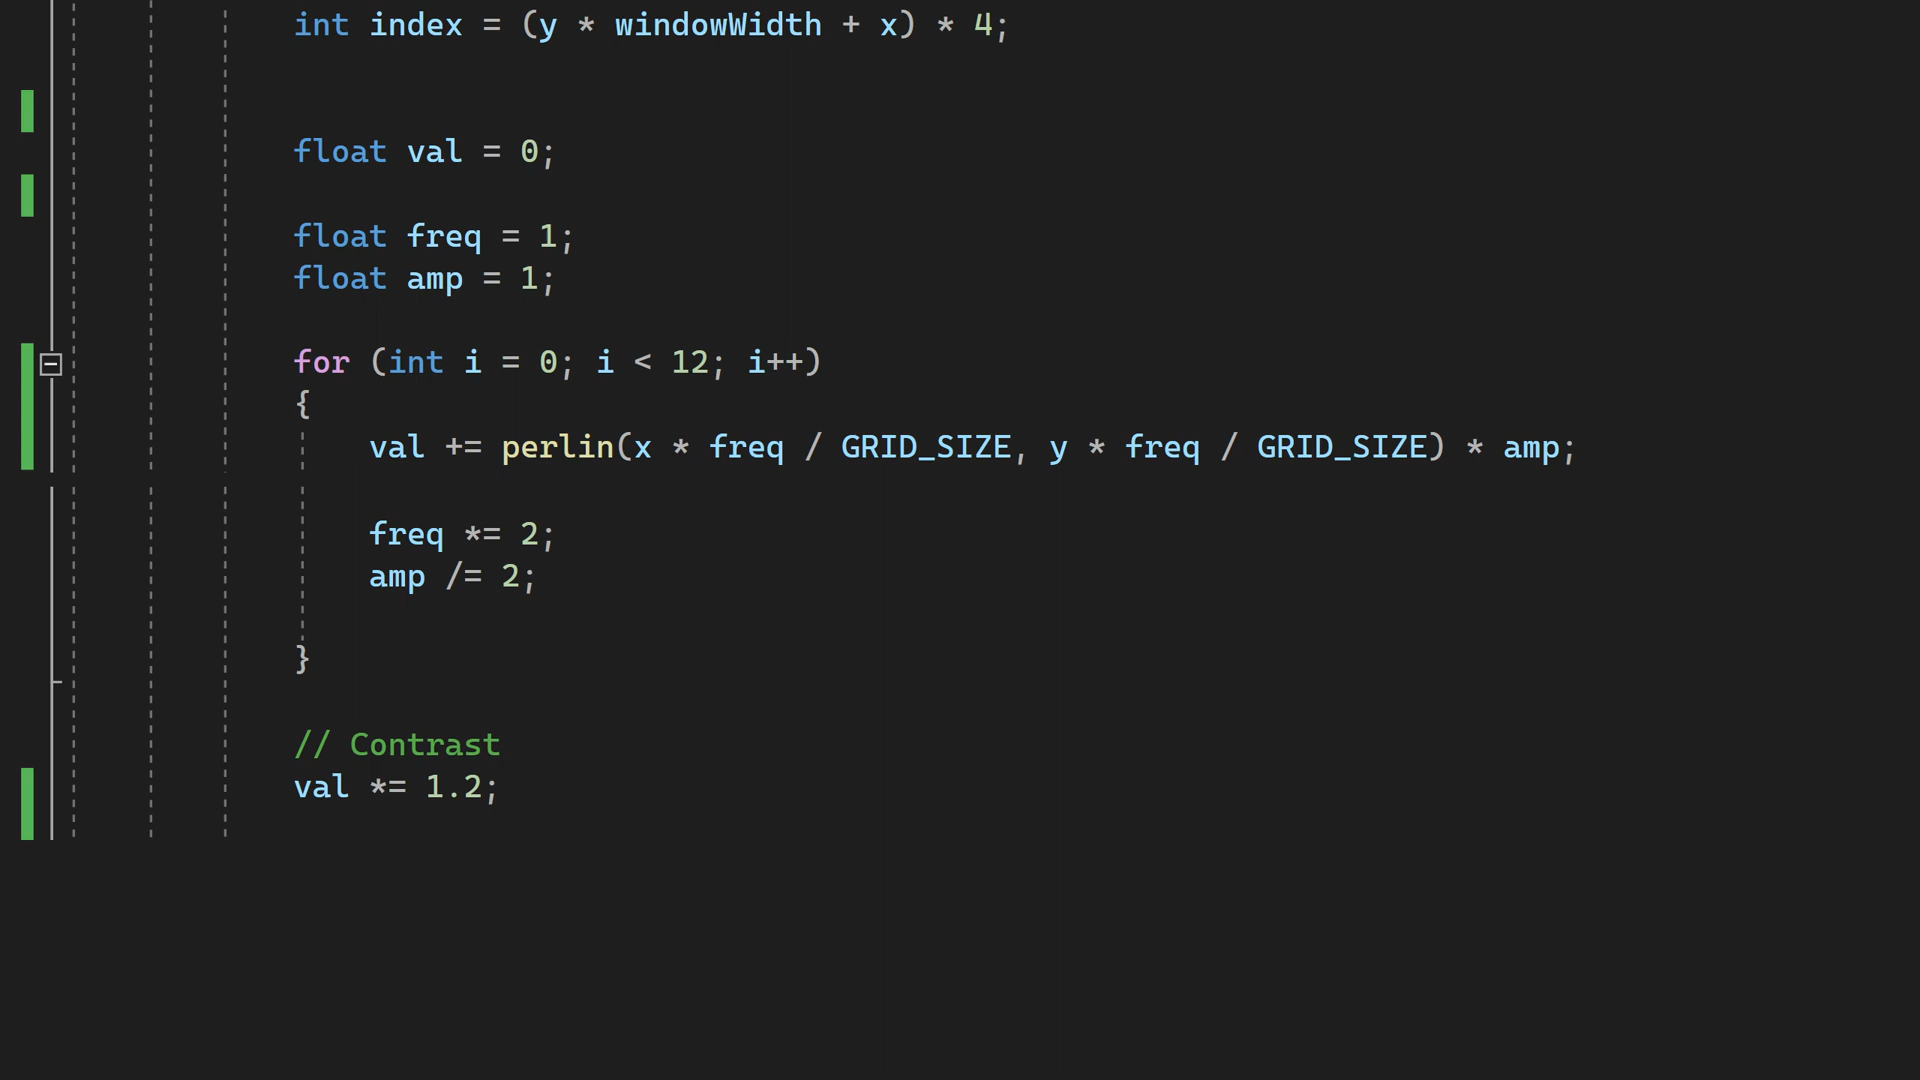 int index = (y * windowWidth + x) * 4;
float val = 0;
float freq = 1;
float amp = 1;
for (int i = 0; i < 12; i++)
{
val += perlin(x * freq / GRID_SIZE, y * freq / GRID_SIZE) * amp;
freq *= 2;
amp /= 2;
}
// Contrast
val *= 1.2;